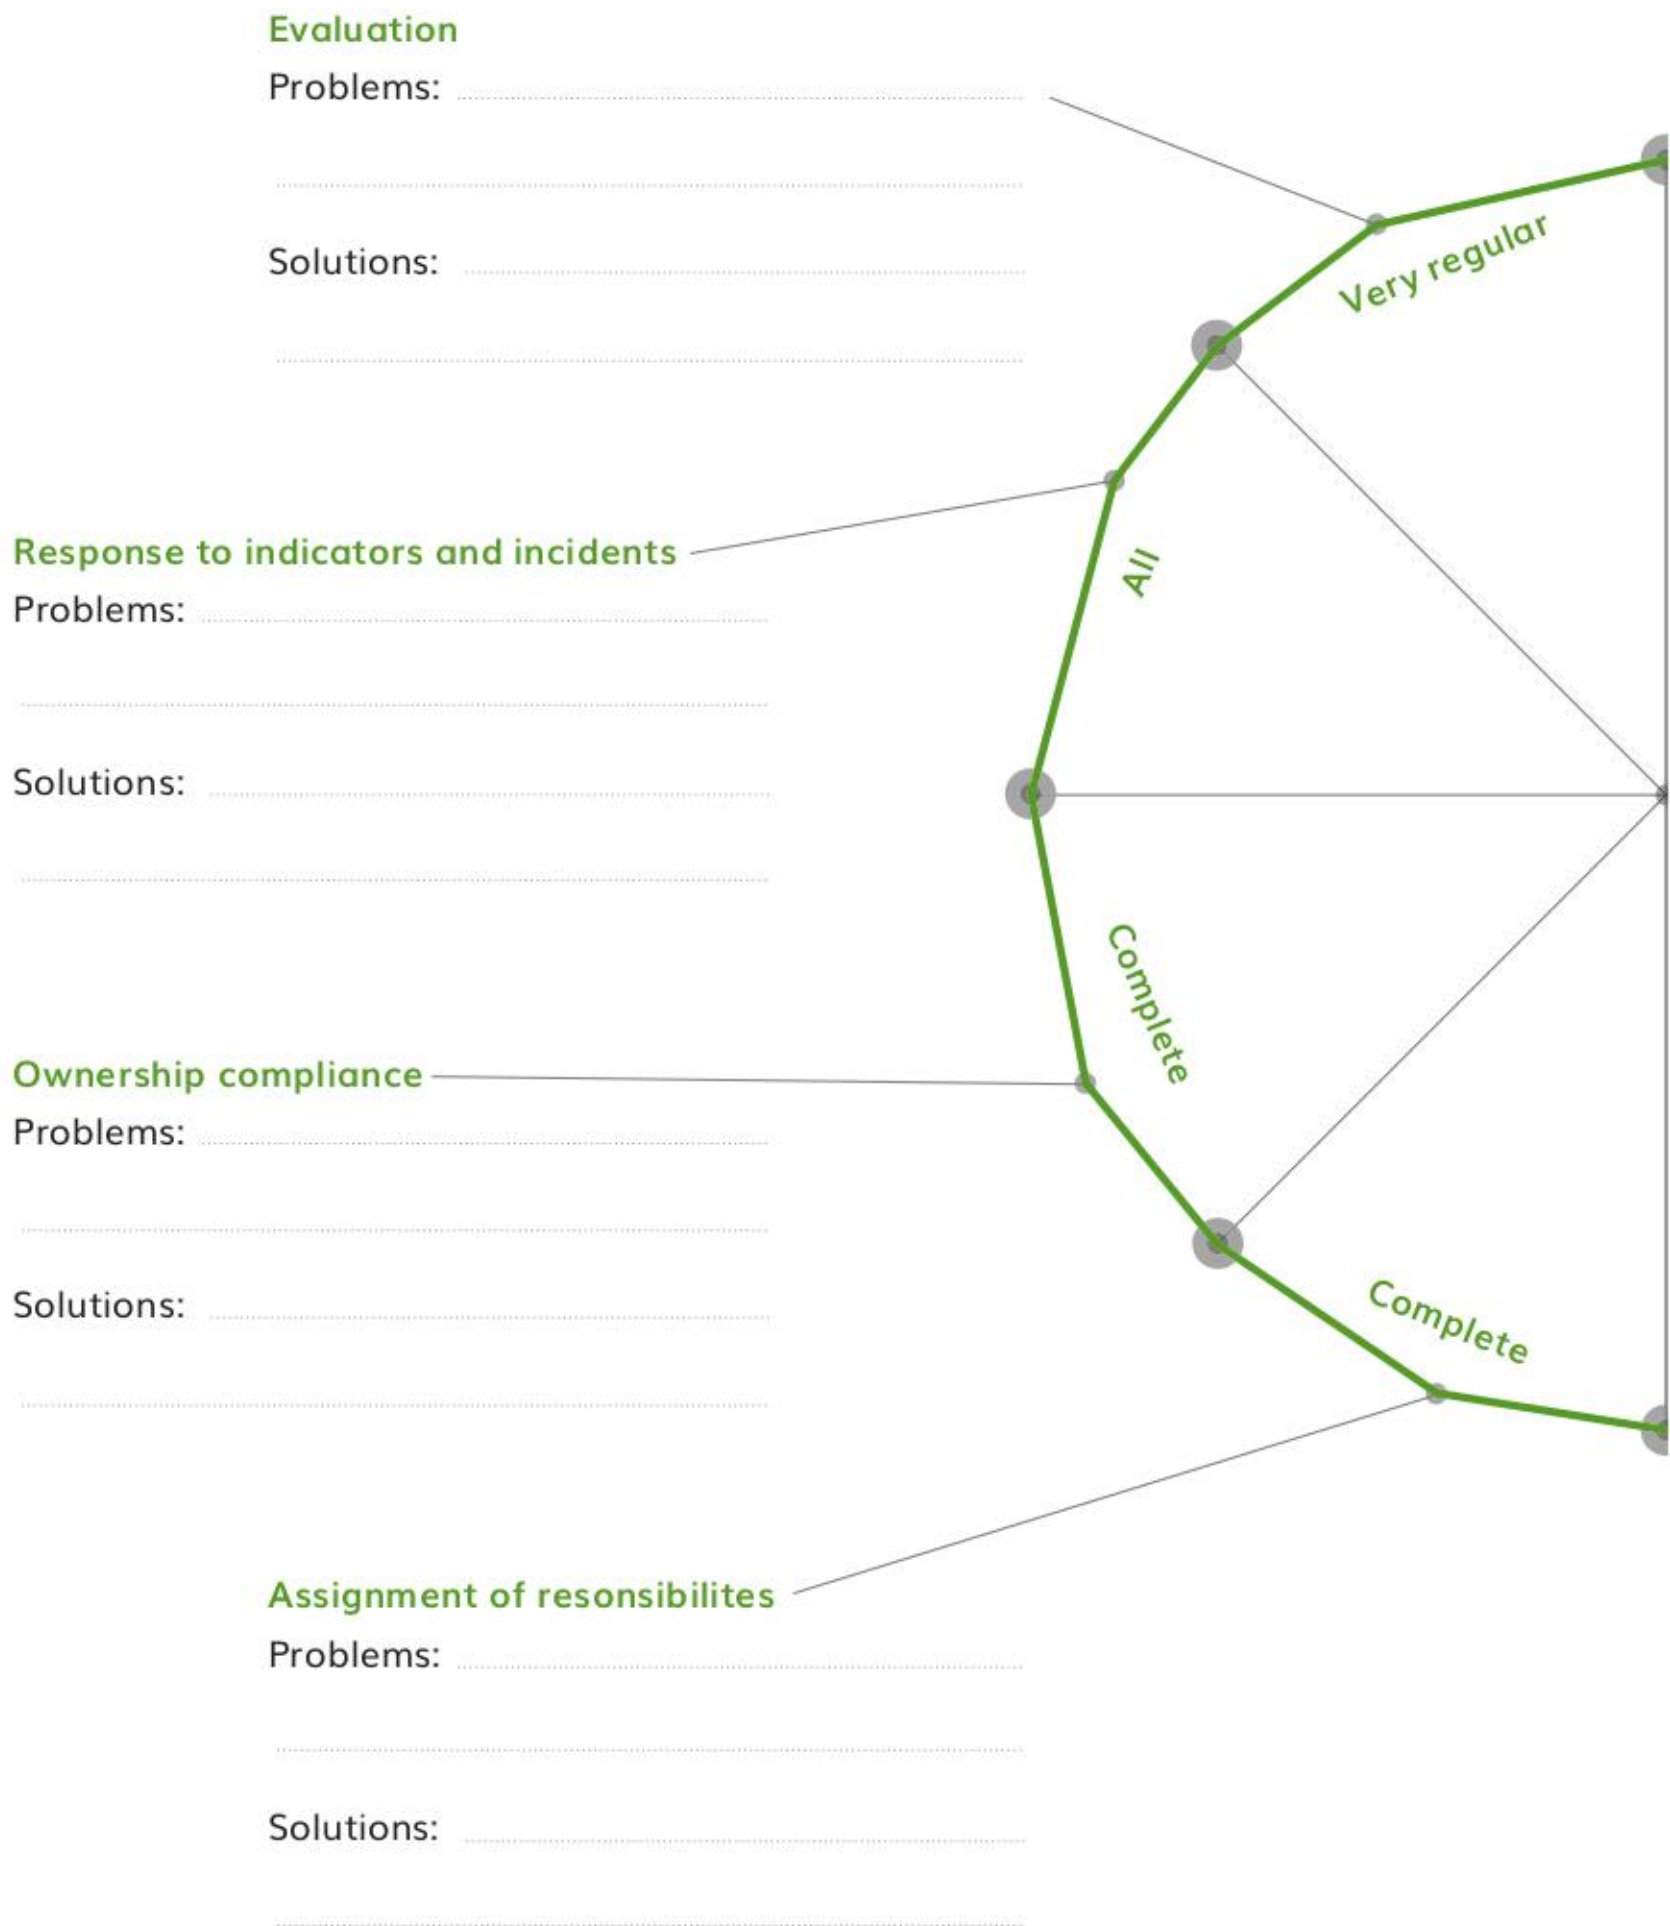 Evaluation
Problems:
Solutions:
Very regular
Response to indicators and incidents
Problems:
Solutions:
All
Ownership compliance
Problems:
Solutions:
Complete
Complete
Assignment of resonsibilites
Problems:
Solutions: